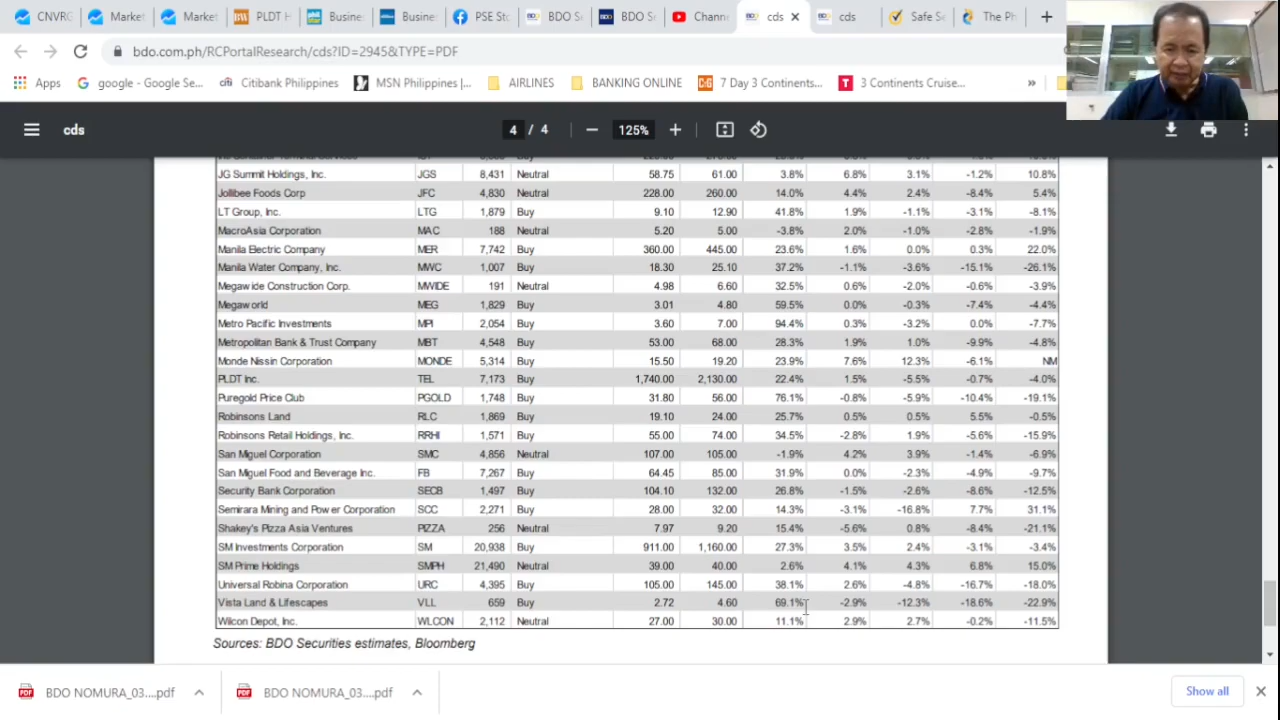 CNVRG
Market
Market
PLDT H
Busine
Busine
PSE Sto
BDO Se
BDO Se
Chann
cds
cds
Safe Se
The Ph
bdo.com.ph/RCPortalResearch/cds?ID=2945&TYPE=PDF
Apps
google - Google Se...
Citibank Philippines
MSN Philippines |...
AIRLINES
BANKING ONLINE
7 Day 3 Continents...
3 Continents Cruise...
»
cds
4 / 4
125%
JG Summit Holdings, Inc. JGS 8,431 Neutral 58.75 61.00 3.8% 6.8% 3.1% -1.2% 10.8%
Jollibee Foods Corp JFC 4,830 Neutral 228.00 260.00 14.0% 4.4% 2.4% -8.4% 5.4%
LT Group, Inc. LTG 1,879 Buy 9.10 12.90 41.8% 1.9% -1.1% -3.1% -8.1%
MacroAsia Corporation MAC 188 Neutral 5.20 5.00 -3.8% 2.0% -1.0% -2.8% -1.9%
Manila Electric Company MER 7,742 Buy 360.00 445.00 23.6% 1.6% 0.0% 0.3% 22.0%
Manila Water Company, Inc. MWC 1,007 Buy 18.30 25.10 37.2% -1.1% -3.6% -15.1% -26.1%
Megawide Construction Corp. MWIDE 191 Neutral 4.98 6.60 32.5% 0.6% -2.0% -0.6% -3.9%
Megaworld MEG 1,829 Buy 3.01 4.80 59.5% 0.0% -0.3% -7.4% -4.4%
Metro Pacific Investments MPI 2,054 Buy 3.60 7.00 94.4% 0.3% -3.2% 0.0% -7.7%
Metropolitan Bank & Trust Company MBT 4,548 Buy 53.00 68.00 28.3% 1.9% 1.0% -9.9% -4.8%
Monde Nissin Corporation MONDE 5,314 Buy 15.50 19.20 23.9% 7.6% 12.3% -6.1% NM
PLDT Inc. TEL 7,173 Buy 1,740.00 2,130.00 22.4% 1.5% -5.5% -0.7% -4.0%
Puregold Price Club PGOLD 1,748 Buy 31.80 56.00 76.1% -0.8% -5.9% -10.4% -19.1%
Robinsons Land RLC 1,869 Buy 19.10 24.00 25.7% 0.5% 0.5% 5.5% -0.5%
Robinsons Retail Holdings, Inc. RRHI 1,571 Buy 55.00 74.00 34.5% -2.8% 1.9% -5.6% -15.9%
San Miguel Corporation SMC 4,856 Neutral 107.00 105.00 -1.9% 4.2% 3.9% -1.4% -6.9%
San Miguel Food and Beverage Inc. FB 7,267 Buy 64.45 85.00 31.9% 0.0% -2.3% -4.9% -9.7%
Security Bank Corporation SECB 1,497 Buy 104.10 132.00 26.8% -1.5% -2.6% -8.6% -12.5%
Semirara Mining and Power Corporation SCC 2,271 Buy 28.00 32.00 14.3% -3.1% -16.8% 7.7% 31.1%
Shakey's Pizza Asia Ventures PIZZA 256 Neutral 7.97 9.20 15.4% -5.6% 0.8% -8.4% -21.1%
SM Investments Corporation SM 20,938 Buy 911.00 1,160.00 27.3% 3.5% 2.4% -3.1% -3.4%
SM Prime Holdings SMPH 21,490 Neutral 39.00 40.00 2.6% 4.1% 4.3% 6.8% 15.0%
Universal Robina Corporation URC 4,395 Buy 105.00 145.00 38.1% 2.6% -4.8% -16.7% -18.0%
Vista Land & Lifescapes VLL 659 Buy 2.72 4.60 69.1% -2.9% -12.3% -18.6% -22.9%
Wilcon Depot, Inc. WLCON 2,112 Neutral 27.00 30.00 11.1% 2.9% 2.7% -0.2% -11.5%
Sources: BDO Securities estimates, Bloomberg
BDO NOMURA_03....pdf
BDO NOMURA_03....pdf
Show all